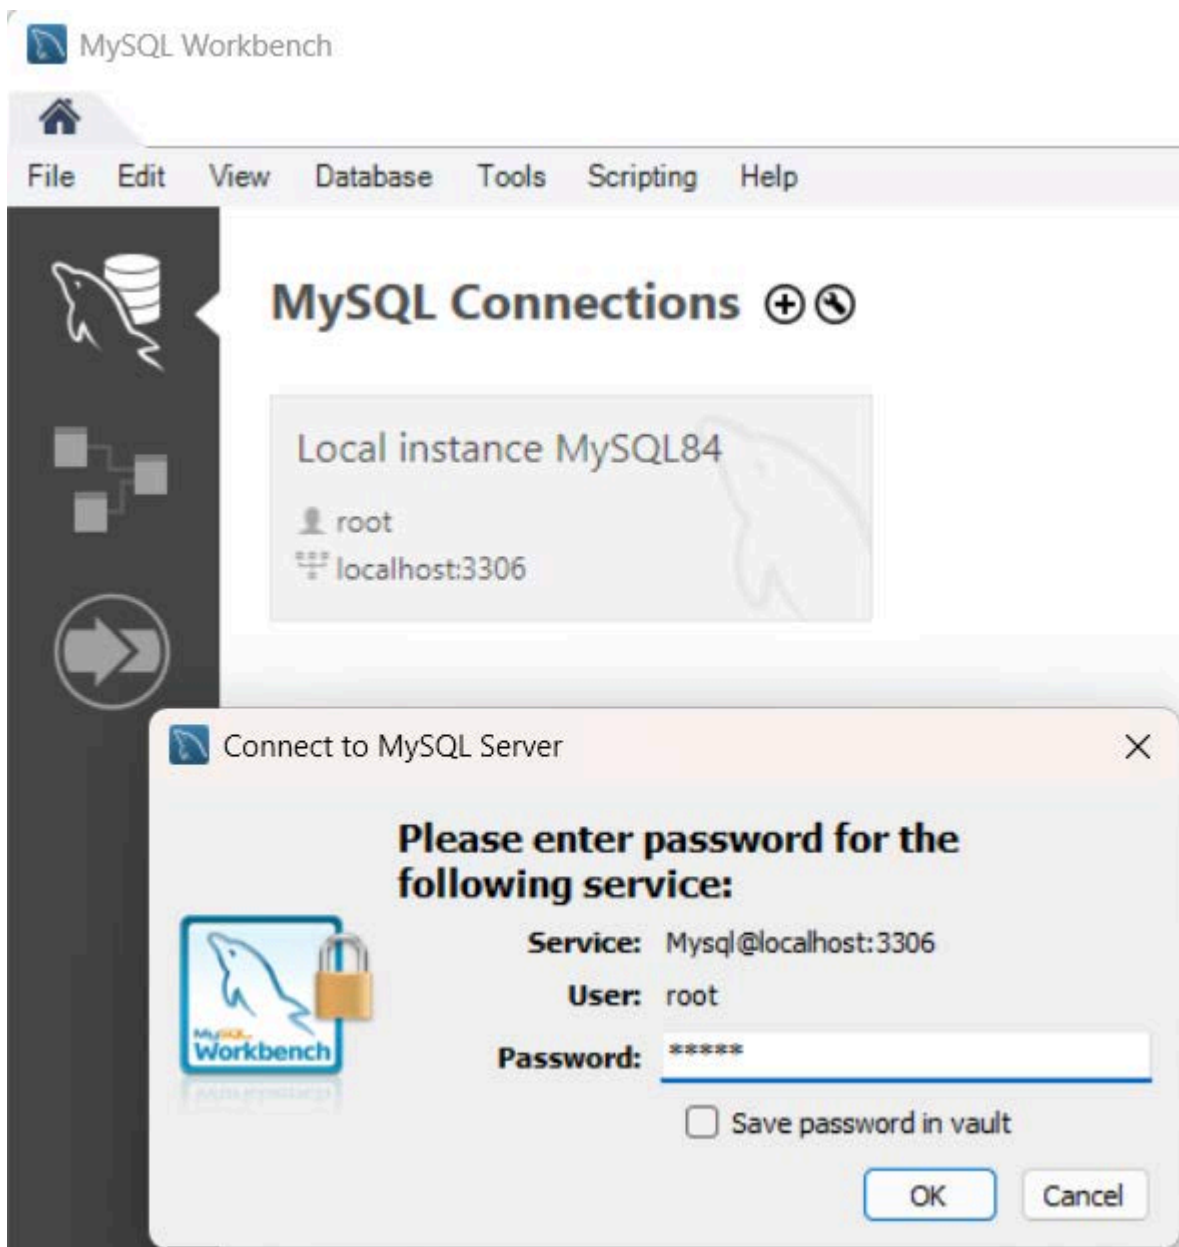 MySQL Workbench
File Edit View Database Tools Scripting Help
MySQL Connections
Local instance MySQL84
root
localhost:3306
Connect to MySQL Server
Please enter password for the
following service:
Service: Mysql@localhost:3306
User: root
MySQL
Workbench
Password: *****
Save password in vault
OK Cancel